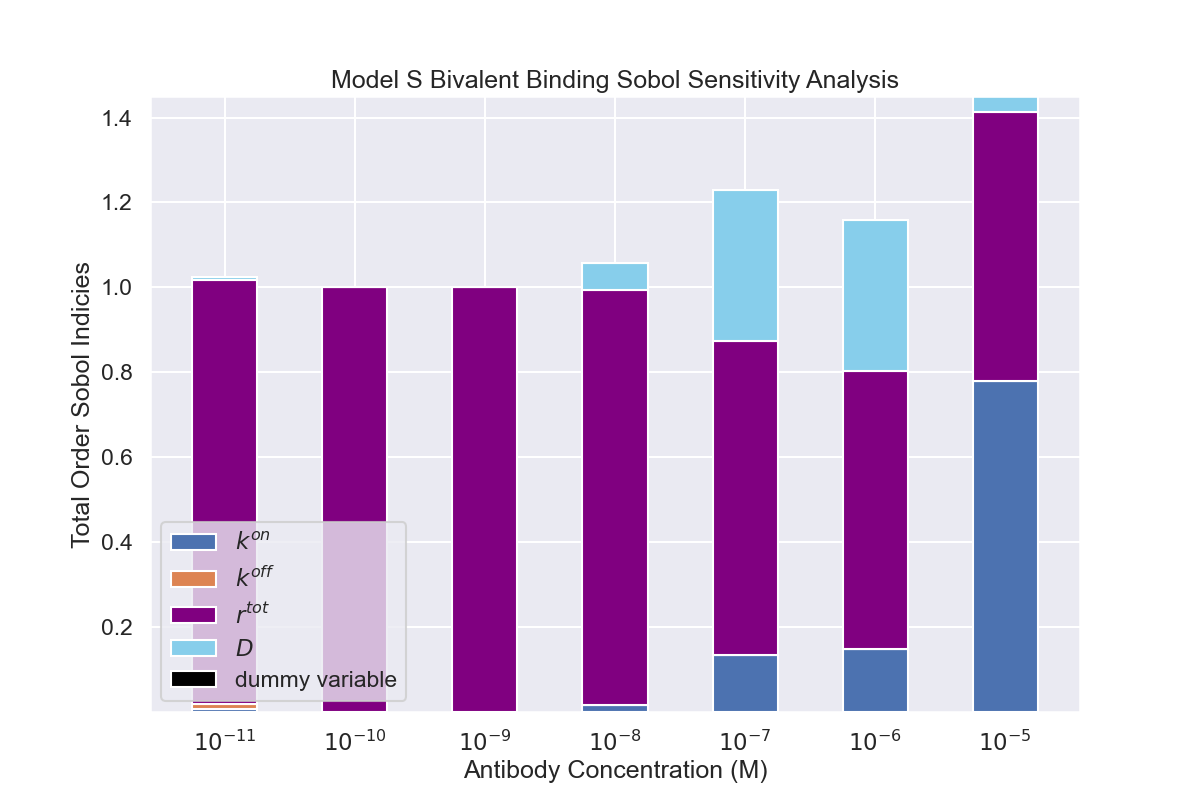 Model S Bivalent Binding Sobol Sensitivity Analysis
Total Order Sobol Indicies
1.4
1.2
1.0
0.8
0.6
0.4
0.2
k^{on}
k^{off}
r^{tot}
D
dummy variable
10^{-11} 10^{-10} 10^{-9} 10^{-8} 10^{-7} 10^{-6} 10^{-5}
Antibody Concentration (M)